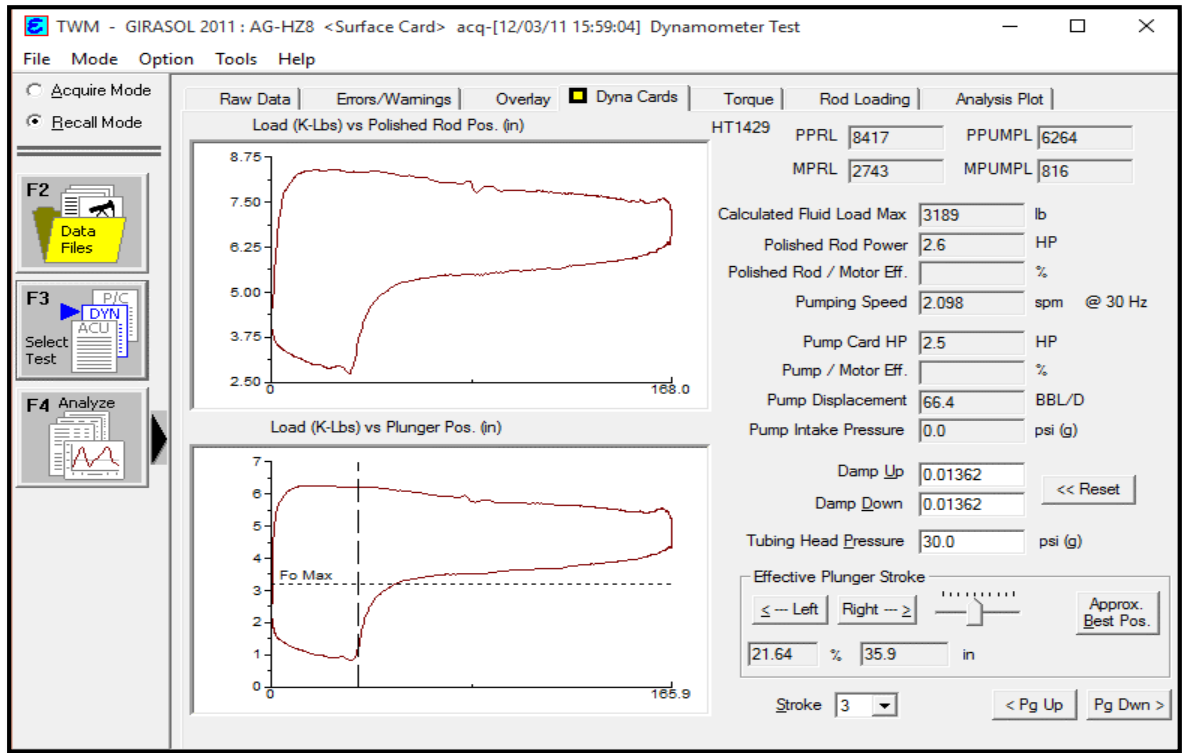 TWM - GIRASOL 2011 : AG-HZ8 <Surface Card> acq-[12/03/11 15:59:04] Dynamometer Test
File Mode Option Tools Help
Acquire Mode
Recall Mode
F2
Data
Files
F3
P/C
DYN
ACU
Select
Test
F4 Analyze
Raw Data Errors/Warnings Overlay Dyna Cards Torque Rod Loading Analysis Plot
Load (K-Lbs) vs Polished Rod Pos. (in)
8.75
7.50
6.25
5.00
3.75
2.50
0 168.0
Load (K-Lbs) vs Plunger Pos. (in)
7
6
5
4
Fo Max
3
2
1
0
0 165.9
HT1429 PPRL 8417 PPUMPL 6264
MPRL 2743 MPUMPL 816
Calculated Fluid Load Max 3189 lb
Polished Rod Power 2.6 HP
Polished Rod / Motor Eff. %
Pumping Speed 2.098 spm @ 30 Hz
Pump Card HP 2.5 HP
Pump / Motor Eff. %
Pump Displacement 66.4 BBL/D
Pump Intake Pressure 0.0 psi (g)
Damp Up 0.01362
Damp Down 0.01362
<< Reset
Tubing Head Pressure 30.0 psi (g)
Effective Plunger Stroke
< --- Left Right --- >
Approx.
Best Pos.
21.64 % 35.9 in
Stroke 3 < Pg Up Pg Dwn >